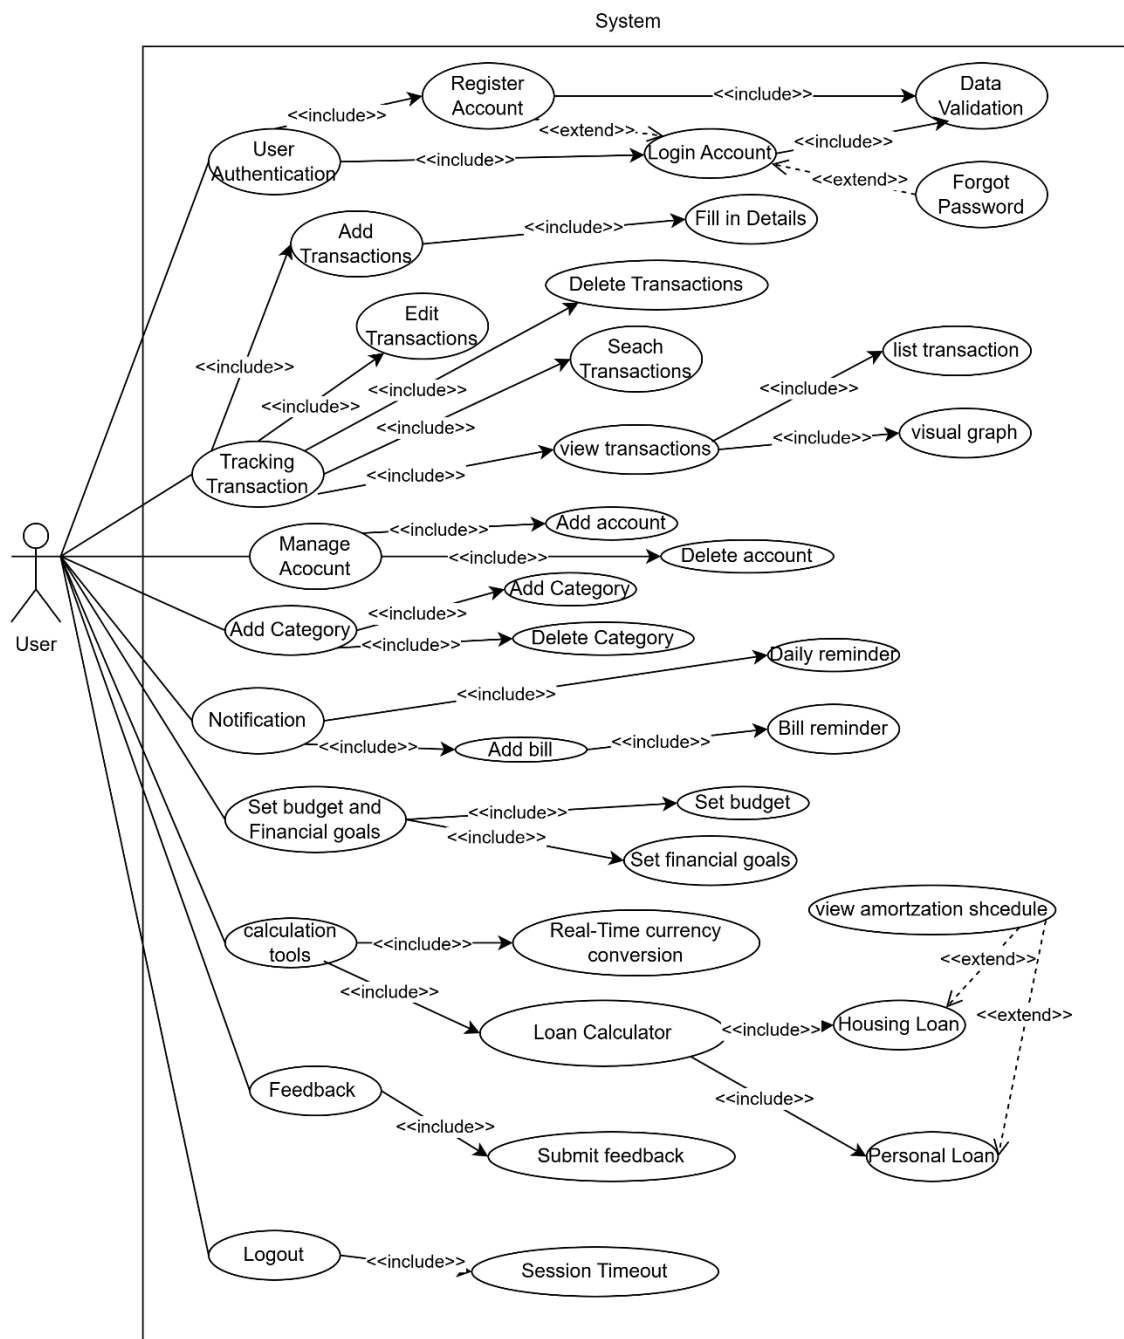 System
Register
Account
<<include>>
<<include>>
Data
Validation
<<extend>>
User
Authentication
<<include>>
Login Account
<<include>>
<<extend>>
Forgot
Password
Add
Transactions
<<include>>
Fill in Details
Delete Transactions
Edit
Transactions
Seach
Transactions
list transaction
<<include>>
<<include>>
<<include>>
<<include>>
<<include>>
Tracking
Transaction
<<include>>
view transactions
<<include>>
visual graph
Manage
Acocunt
<<include>>
Add account
<<include>>
Delete account
User
Add Category
<<include>>
Add Category
<<include>>
Delete Category
Notification
<<include>>
Daily reminder
<<include>>
Add bill
<<include>>
Bill reminder
Set budget and
Financial goals
<<include>>
Set budget
<<include>>
Set financial goals
calculation
tools
<<include>>
Real-Time currency
conversion
view amortzation shcedule
<<extend>>
<<extend>>
<<include>>
Loan Calculator
<<include>>
Housing Loan
<<include>>
Personal Loan
Feedback
<<include>>
Submit feedback
Logout
<<include>>
Session Timeout